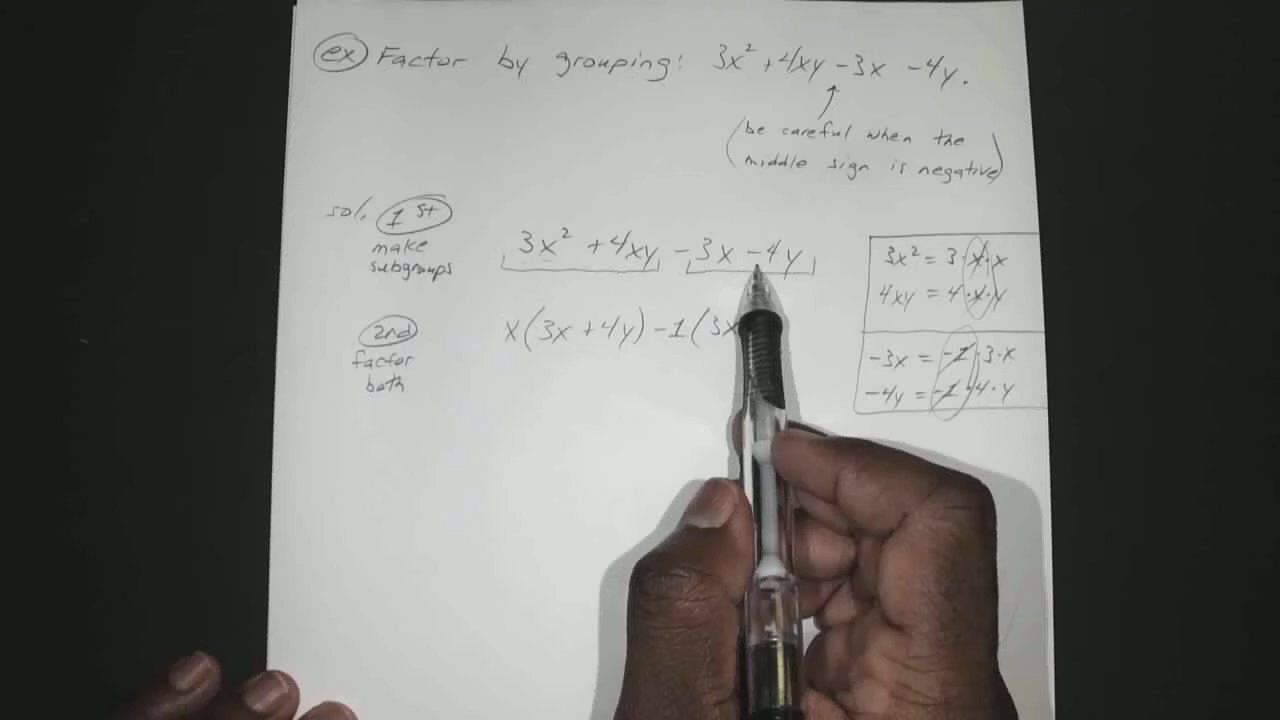 ex Factor by grouping: 3x² +4xy -3x -4y.
(be careful when the
middle sign is negative)
sol. 1st
make
subgroups
3x² +4xy -3x -4y
2nd
factor
both
x(3x +4y) -1(3x
3x² = 3·x·x
4xy = 4·x·y
-3x = -1·3·x
-4y = -1·4·y